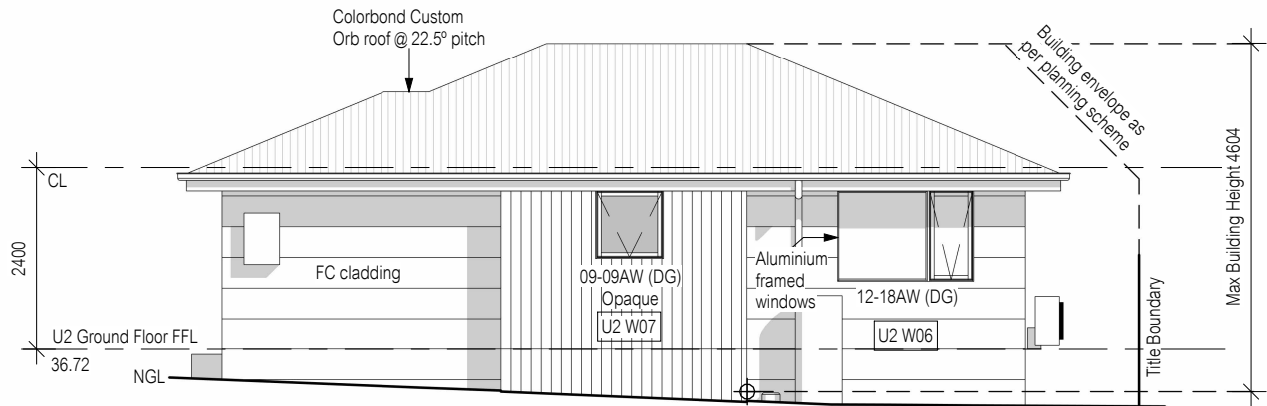 Colorbond Custom
Orb roof @ 22.5º pitch
Building envelope as
per planning scheme
CL
2400
FC cladding
09-09AW (DG)
Opaque
U2 W07
Aluminium
framed
windows
12-18AW (DG)
U2 W06
Title Boundary
Max Building Height 4604
U2 Ground Floor FFL
36.72
NGL